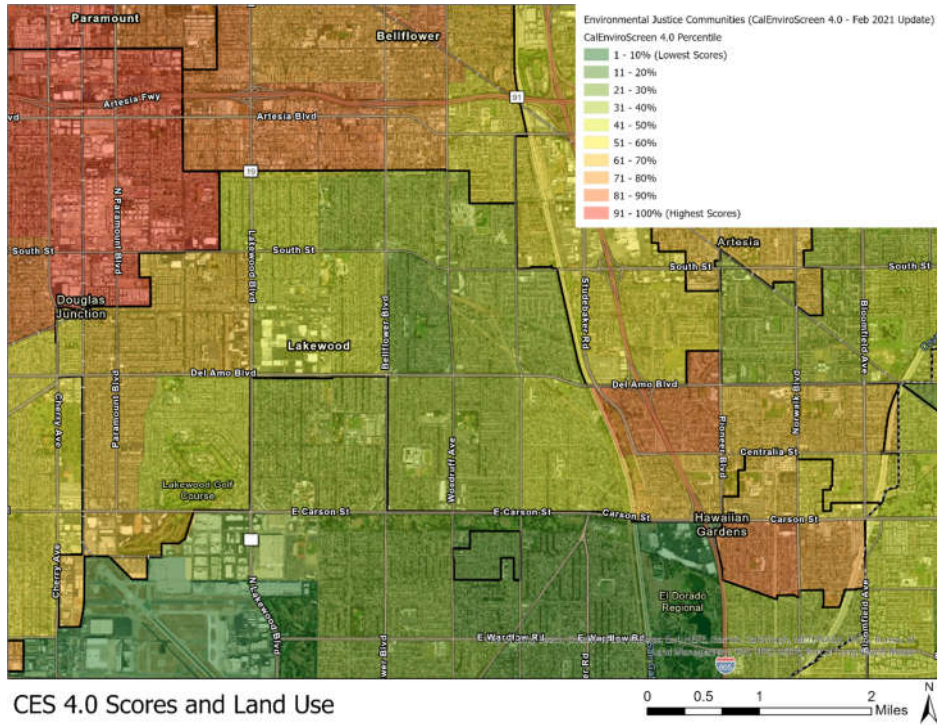 Environmental Justice Communities (CalEnviroScreen 4.0 - Feb 2021 Update)
CalEnviroScreen 4.0 Percentile
1 - 10% (Lowest Scores)
11 - 20%
21 - 30%
31 - 40%
41 - 50%
51 - 60%
61 - 70%
71 - 80%
81 - 90%
91 - 100% (Highest Scores)
Paramount
Bellflower
Artesia Fwy
91
vd
Artesia Blvd
19
N Paramount Blvd
Lakewood Blvd
South St
South St
Artesia
South St
South St
Douglas
Junction
Bellflower Blvd
Studebaker Rd
Bloomfield Ave
Lakewood
Del Amo Blvd
Del Amo Blvd
Cherry Ave
Paramount Blvd
Norwalk Blvd
Woodruff Ave
Pioneer Blvd
Centralia St
Lakewood Golf
Course
E Carson St
E Carson St
Carson St
Hawaiian
Gardens
Carson St
Cherry Ave
N Lakewood Blvd
El Dorado
Regional
wer Blvd
E Wardlow Rd
E Wardlow Rd
er Rd
605
CES 4.0 Scores and Land Use
0 0.5 1 2
Miles
N